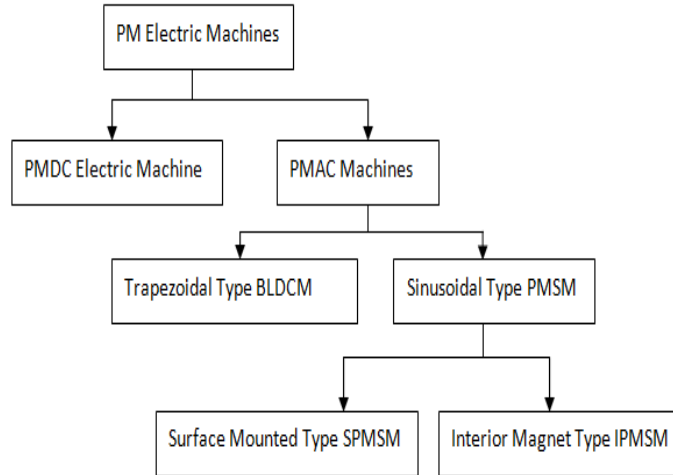 PM Electric Machines
PMDC Electric Machine
PMAC Machines
Trapezoidal Type BLDCM
Sinusoidal Type PMSM
Surface Mounted Type SPMSM
Interior Magnet Type IPMSM